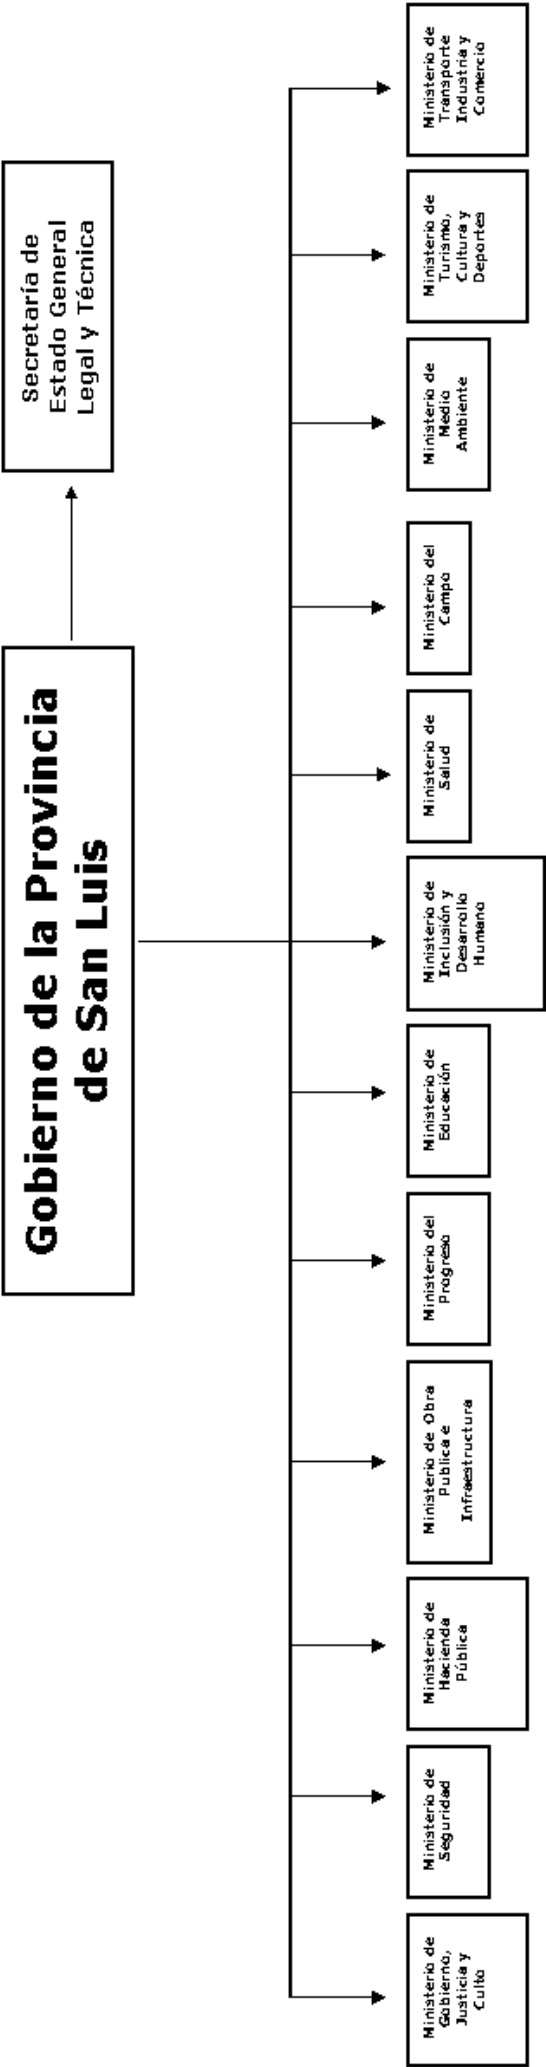 Gobierno de la Provincia
de San Luis
Secretaría de
Estado General
Legal y Técnica
Ministerio de
Gobierno,
Justicia y
Culto
Ministerio de
Seguridad
Ministerio de
Hacienda
Pública
Ministerio de Obra
Publica e
Infraestructura
Ministerio del
Progreso
Ministerio de
Educación
Ministerio de
Inclusión y
Desarrollo
Humano
Ministerio de
Salud
Ministerio del
Campo
Ministerio de
Medio
Ambiente
Ministerio de
Turismo,
Cultura y
Deportes
Ministerio de
Transporte
Industria y
Comercio